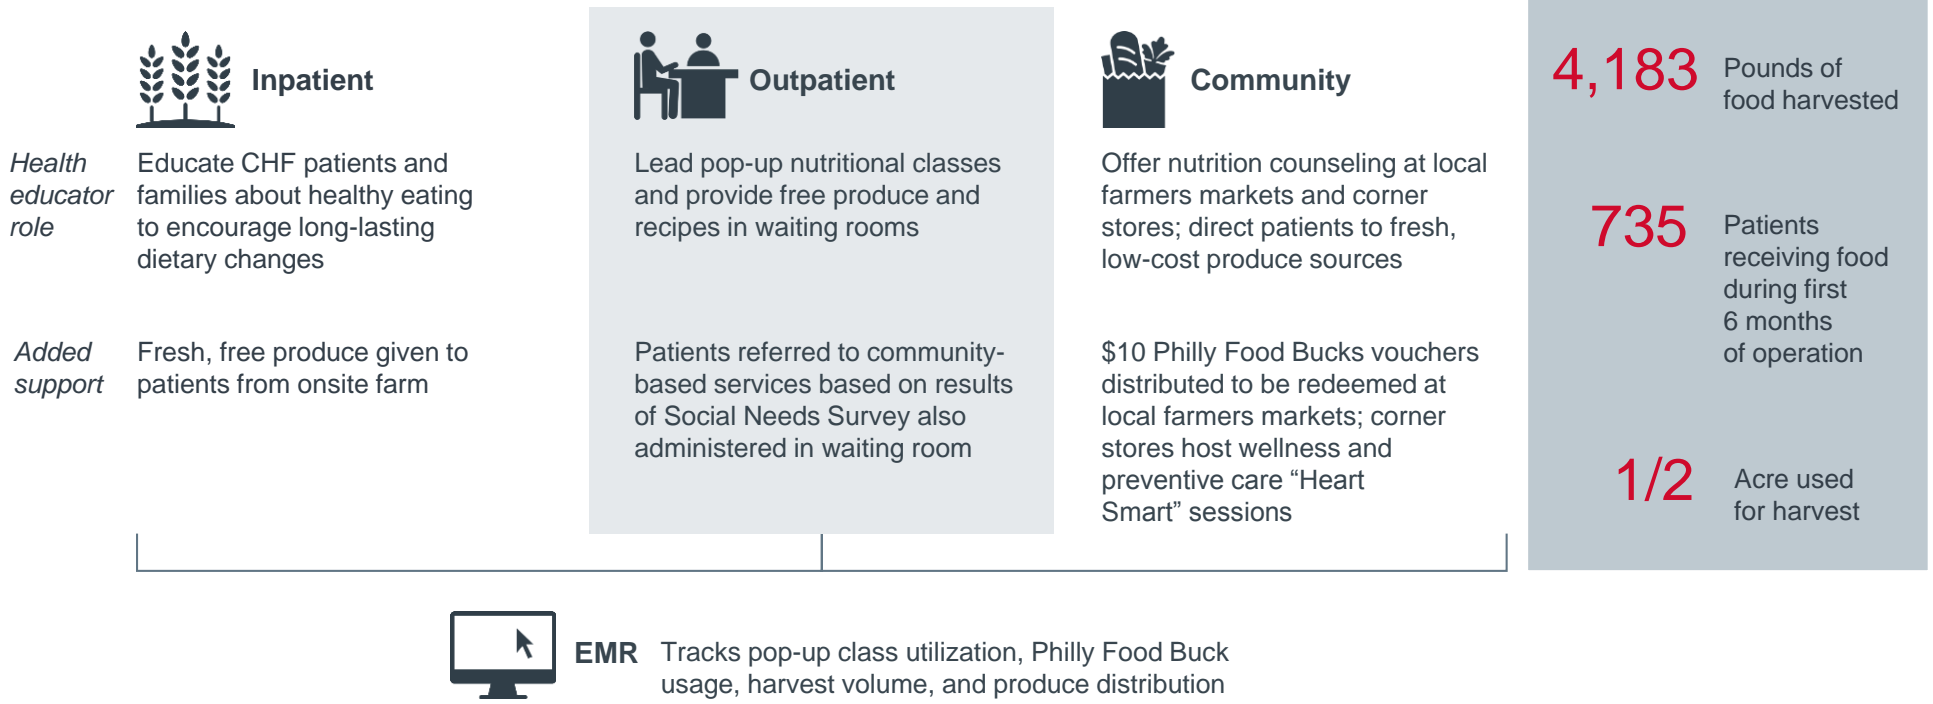 Inpatient
Outpatient
Community
Health
educator
role
Educate CHF patients and
families about healthy eating
to encourage long-lasting
dietary changes
Lead pop-up nutritional classes
and provide free produce and
recipes in waiting rooms
Offer nutrition counseling at local
farmers markets and corner
stores; direct patients to fresh,
low-cost produce sources
Added
support
Fresh, free produce given to
patients from onsite farm
Patients referred to community-
based services based on results
of Social Needs Survey also
administered in waiting room
$10 Philly Food Bucks vouchers
distributed to be redeemed at
local farmers markets; corner
stores host wellness and
preventive care “Heart
Smart” sessions
4,183
Pounds of
food harvested
735
Patients
receiving food
during first
6 months
of operation
1/2
Acre used
for harvest
EMR
Tracks pop-up class utilization, Philly Food Buck
usage, harvest volume, and produce distribution